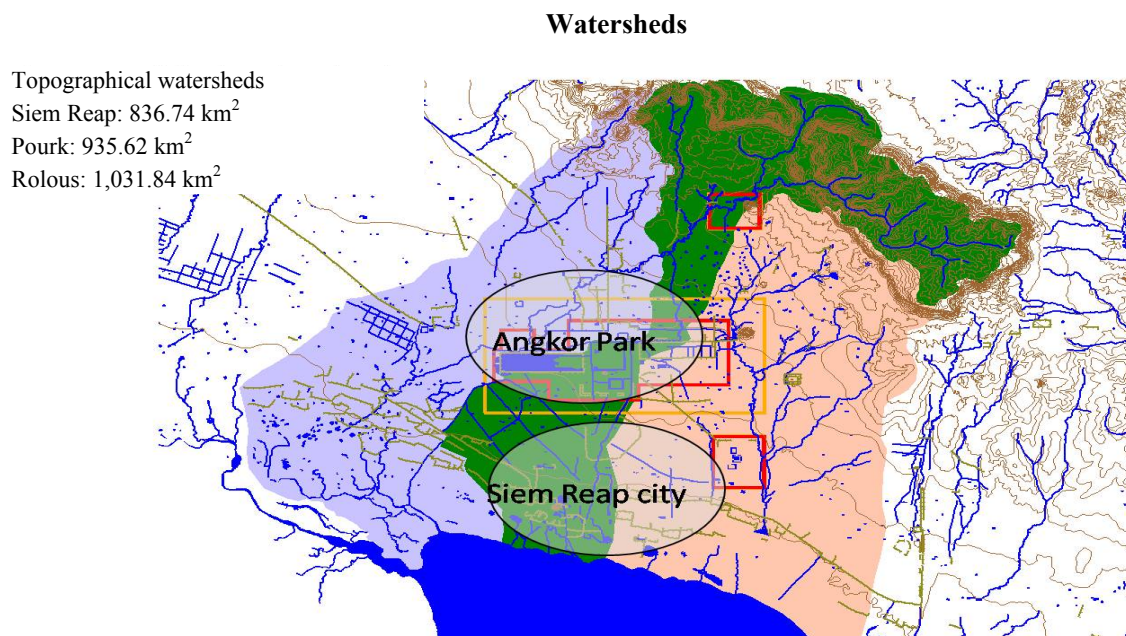 Watersheds
Topographical watersheds
Siem Reap: 836.74 km²
Pourk: 935.62 km²
Rolous: 1,031.84 km²
Angkor Park
Siem Reap city